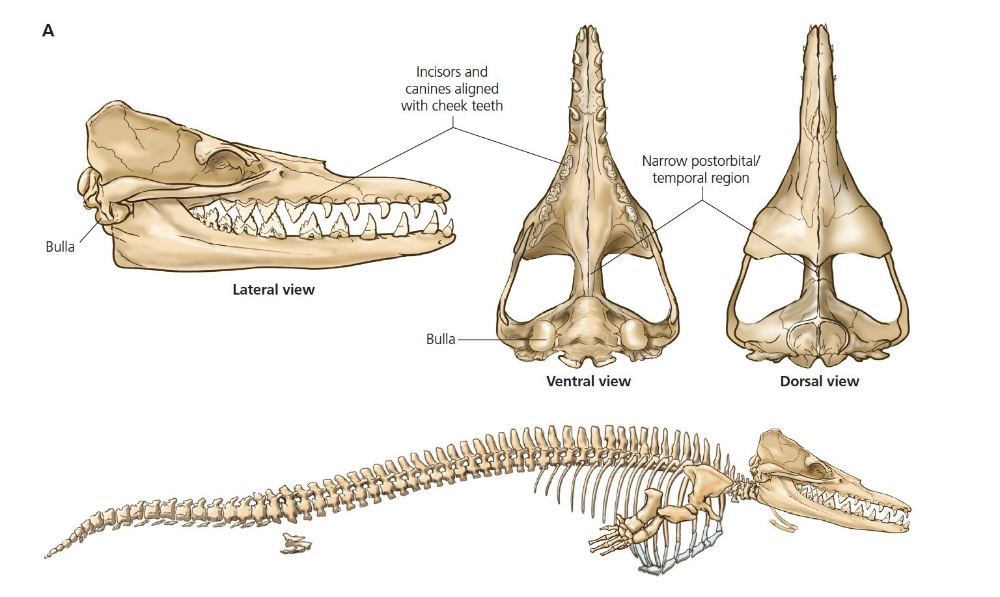 A
Incisors and
canines aligned
with cheek teeth
Narrow postorbital/
temporal region
Bulla
Lateral view
Bulla
Ventral view
Dorsal view